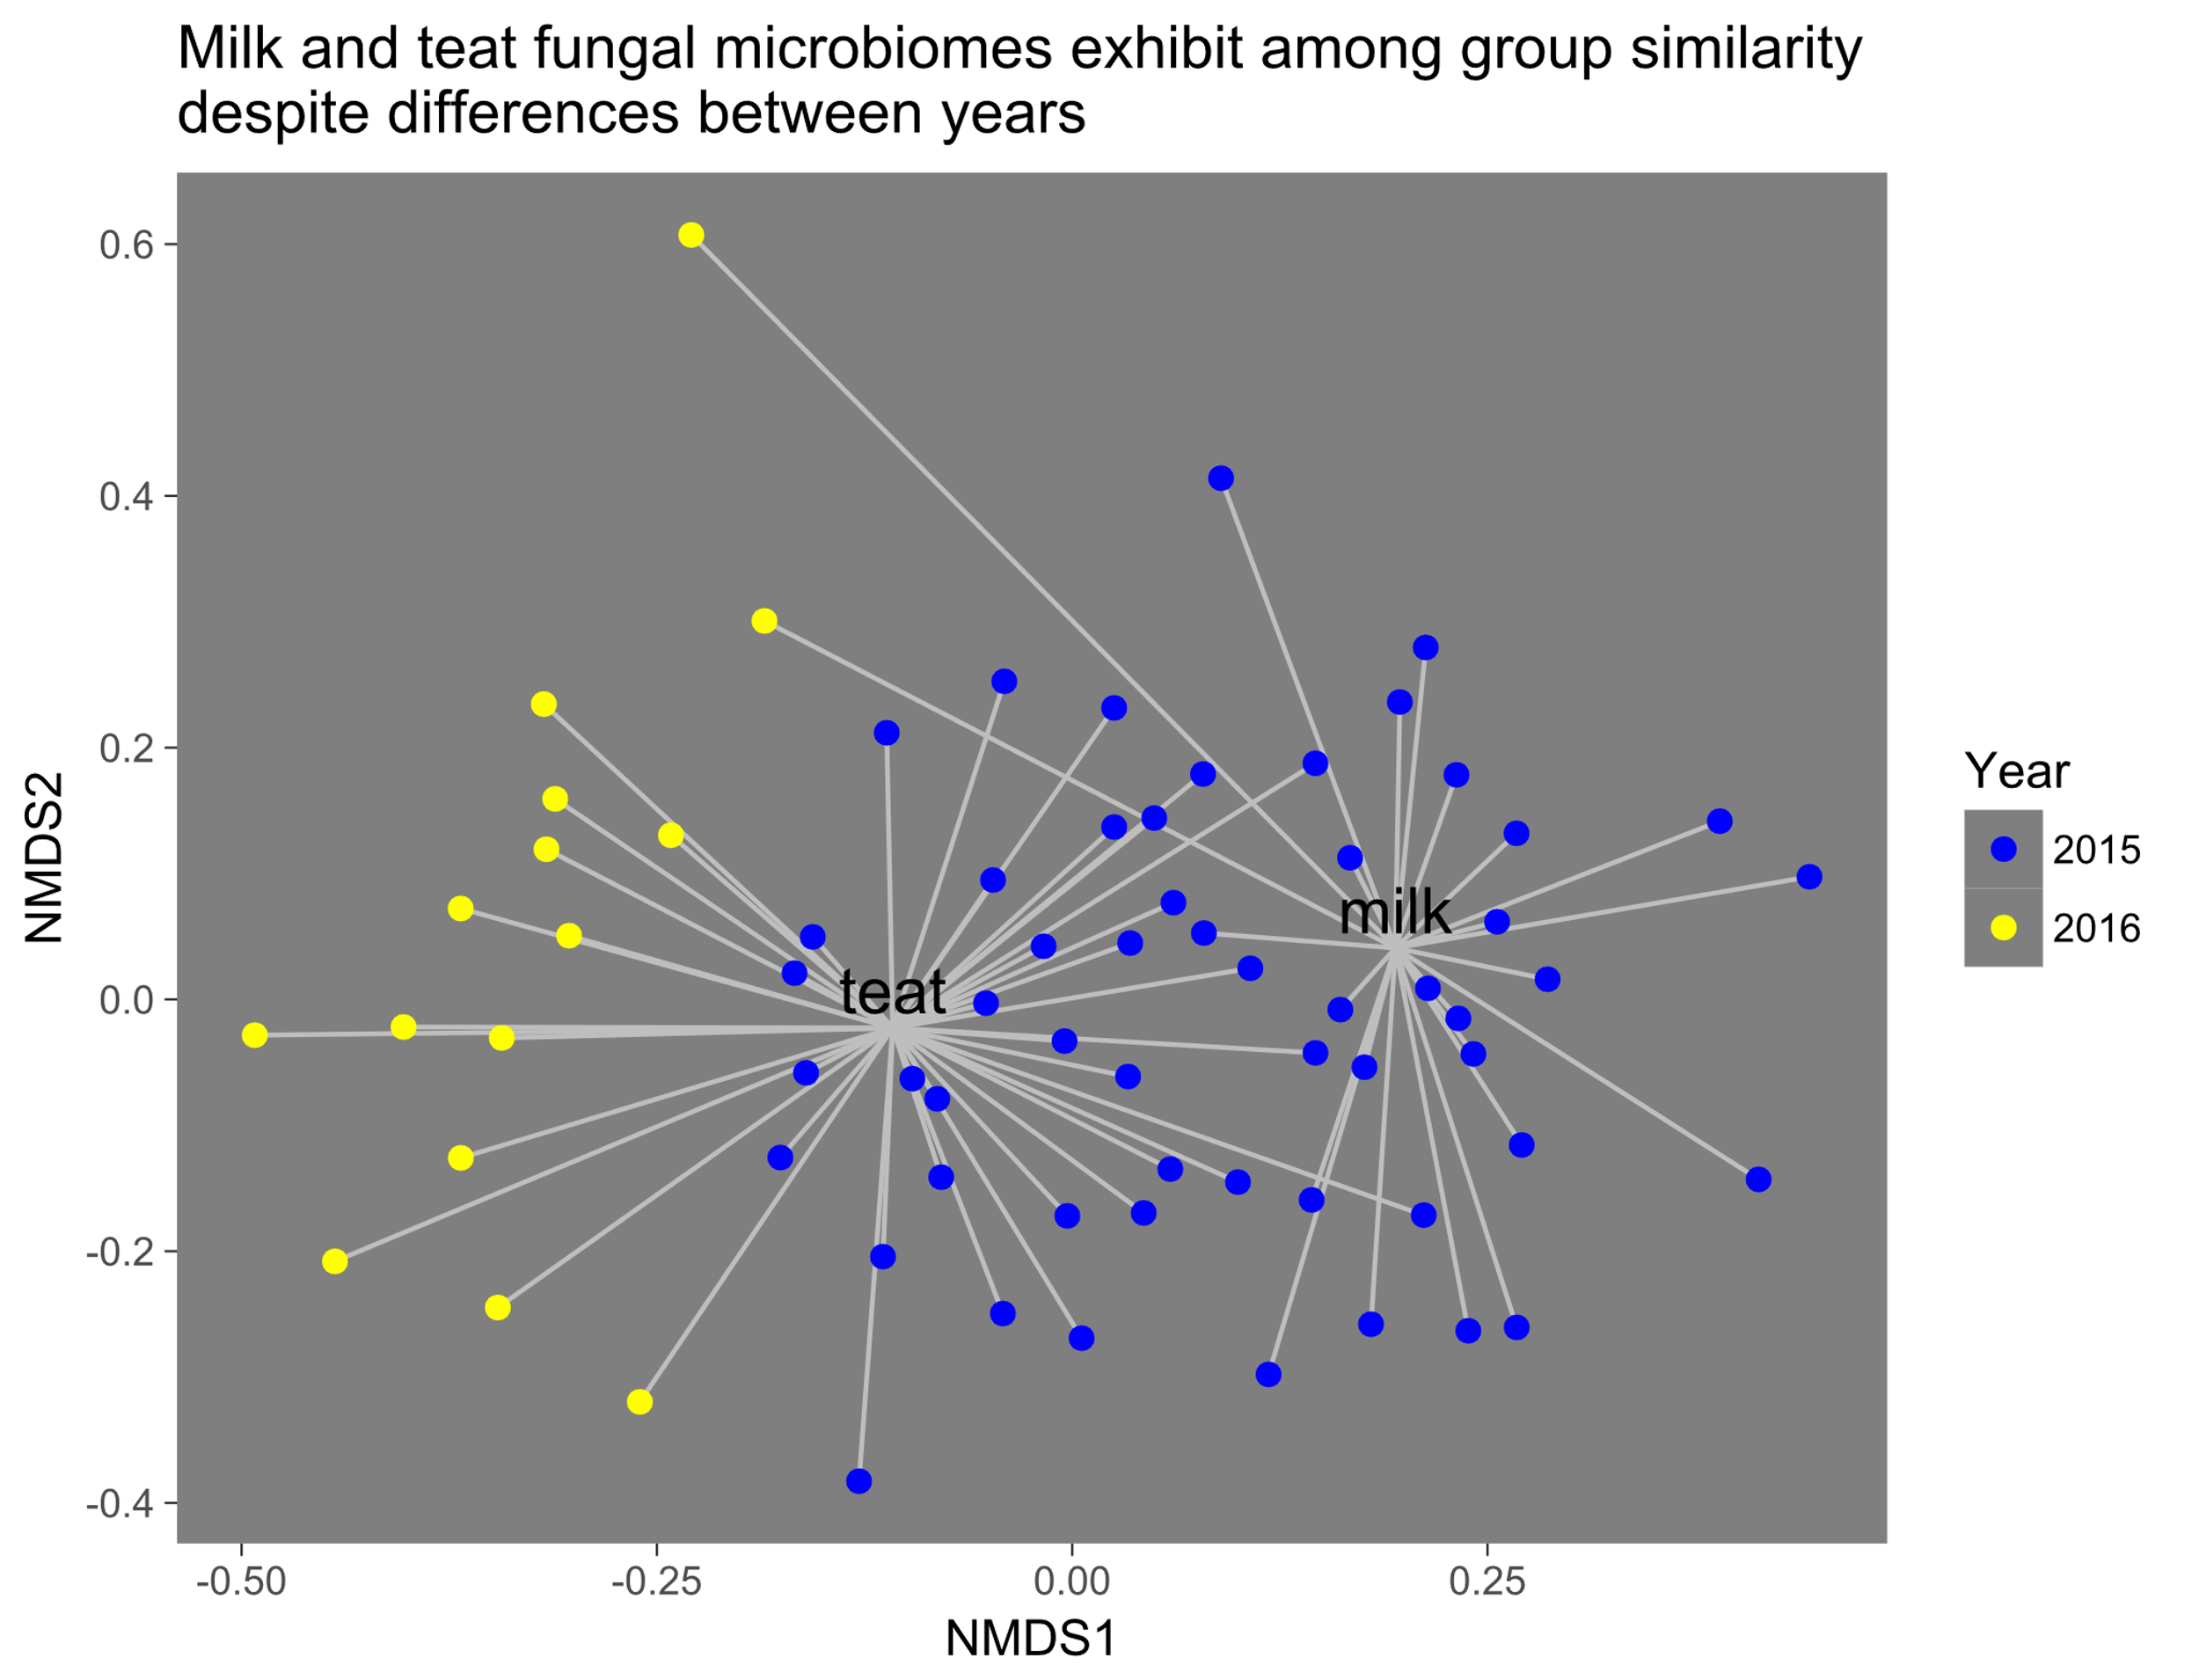 Milk and teat fungal microbiomes exhibit among group similarity
despite differences between years
0.6
0.4
0.2
0.0
-0.2
-0.4
NMDS2
teat
milk
-0.50
-0.25
0.00
0.25
NMDS1
Year
2015
2016